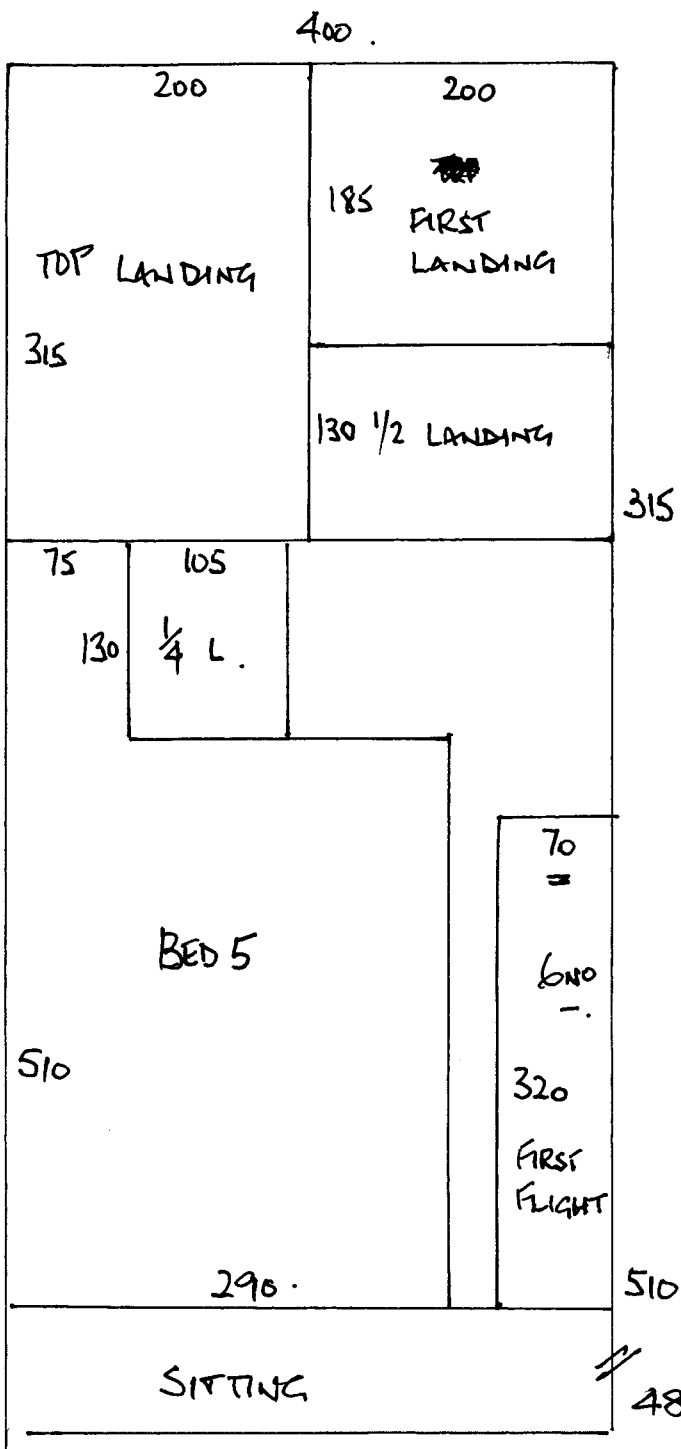 400.
200
200
185
FIRST
LANDING
TOP LANDING
315
130 1/2 LANDING
315
75
105
130
1/4 L.
70
BED 5
6NO
510
320
FIRST
FLIGHT
290.
510
SITTING
48